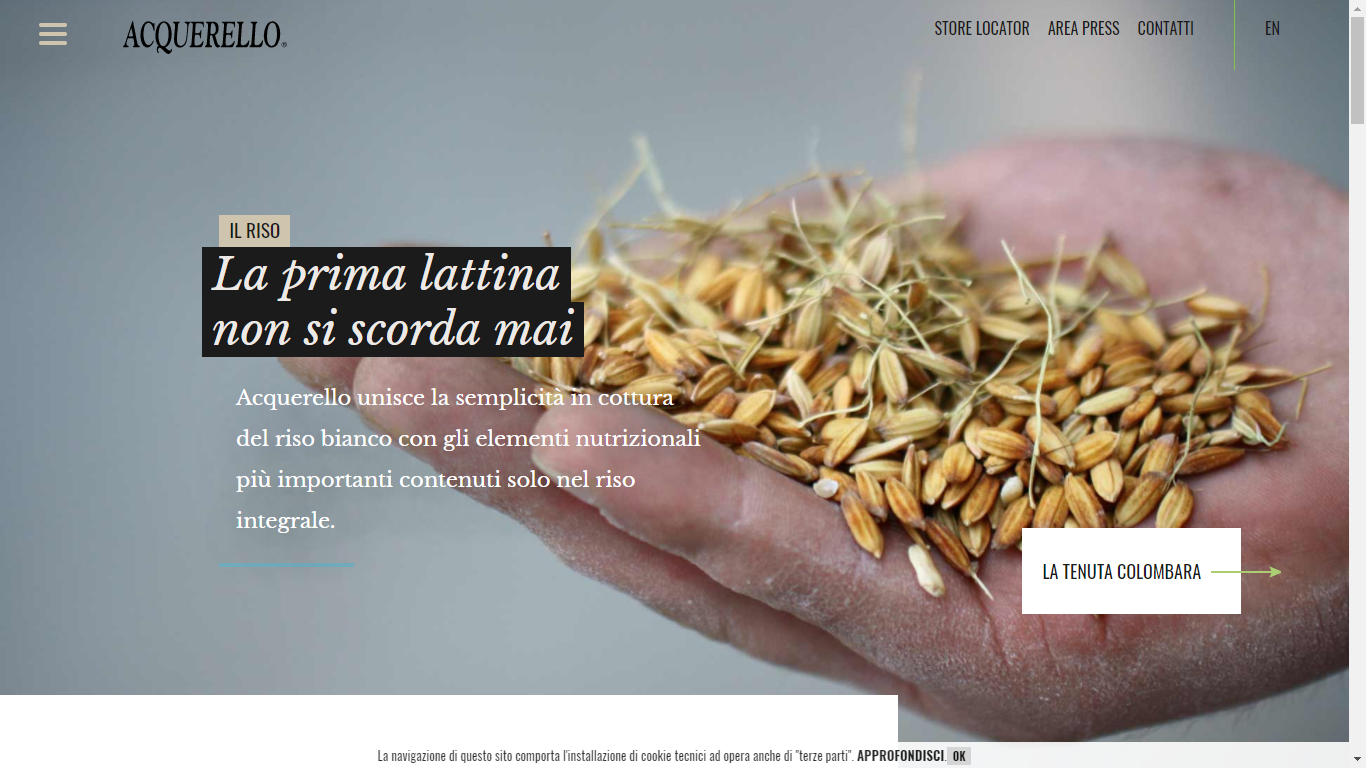 ACQUERELLO®
STORE LOCATOR
AREA PRESS
CONTATTI
EN
IL RISO
La prima lattina
non si scorda mai
Acquerello unisce la semplicità in cottura
del riso bianco con gli elementi nutrizionali
più importanti contenuti solo nel riso
integrale.
LA TENUTA COLOMBARA
La navigazione di questo sito comporta l'installazione di cookie tecnici ad opera anche di "terze parti". APPROFONDISCI. OK